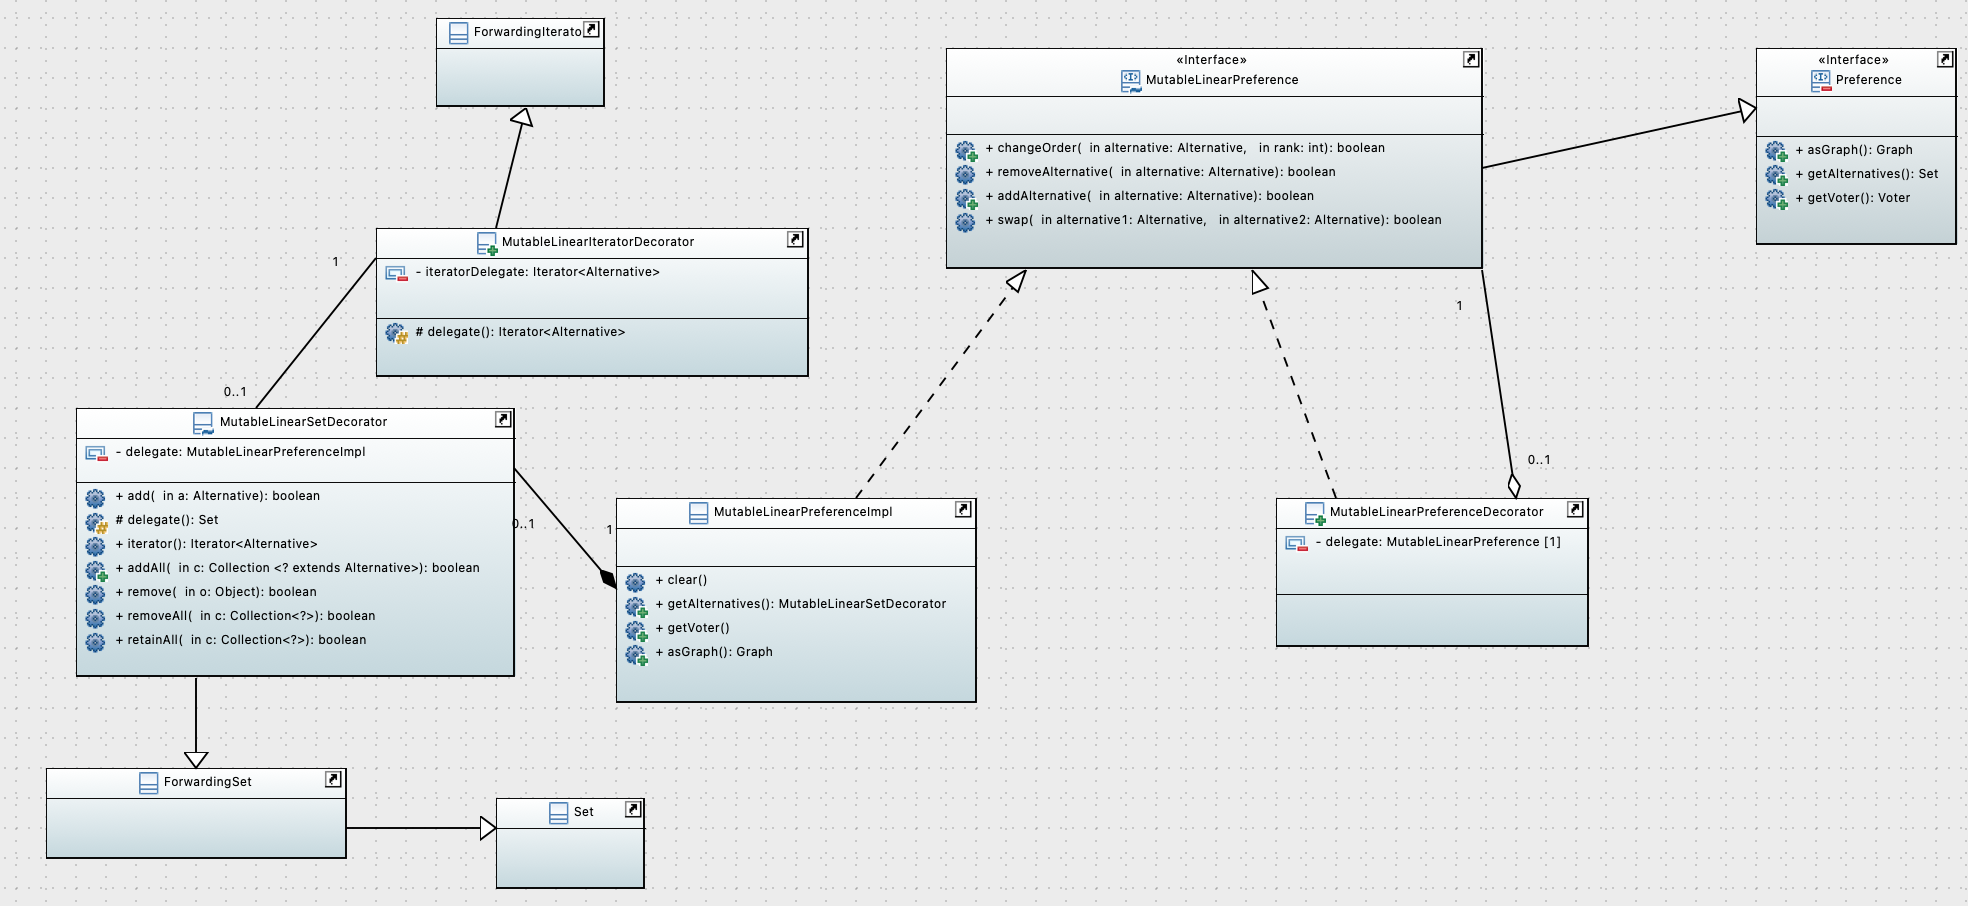 ForwardingIterato
«Interface»
MutableLinearPreference
+ changeOrder(  in alternative: Alternative,   in rank: int): boolean
+ removeAlternative(  in alternative: Alternative): boolean
+ addAlternative(  in alternative: Alternative): boolean
+ swap(  in alternative1: Alternative,   in alternative2: Alternative): boolean
«Interface»
Preference
+ asGraph(): Graph
+ getAlternatives(): Set
+ getVoter(): Voter
MutableLinearIteratorDecorator
- iteratorDelegate: Iterator<Alternative>
# delegate(): Iterator<Alternative>
1
0..1
MutableLinearSetDecorator
- delegate: MutableLinearPreferenceImpl
+ add(  in a: Alternative): boolean
# delegate(): Set
+ iterator(): Iterator<Alternative>
+ addAll(  in c: Collection <? extends Alternative>): boolean
+ remove(  in o: Object): boolean
+ removeAll(  in c: Collection<?>): boolean
+ retainAll(  in c: Collection<?>): boolean
0..1
1
MutableLinearPreferenceImpl
+ clear()
+ getAlternatives(): MutableLinearSetDecorator
+ getVoter()
+ asGraph(): Graph
1
0..1
MutableLinearPreferenceDecorator
- delegate: MutableLinearPreference [1]
ForwardingSet
Set